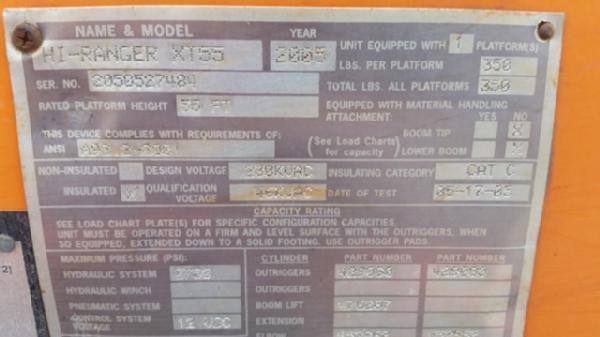 NAME & MODEL YEAR
HI-RANGER XT55 2005
UNIT EQUIPPED WITH 1 PLATFORM(S)
LBS. PER PLATFORM 350
SER. NO. 2050527484 TOTAL LBS. ALL PLATFORMS 350
RATED PLATFORM HEIGHT 55 FT EQUIPPED WITH MATERIAL HANDLING
ATTACHMENT: YES NO
THIS DEVICE COMPLIES WITH REQUIREMENTS OF: (See Load Charts for capacity) BOOM TIP X
ANSI LOWER BOOM X
NON-INSULATED DESIGN VOLTAGE INSULATING CATEGORY CAT C
INSULATED QUALIFICATION VOLTAGE DATE OF TEST 05-17-05
CAPACITY RATING
SEE LOAD CHART PLATE(S) FOR SPECIFIC CONFIGURATION CAPACITIES.
UNIT MUST BE OPERATED ON A FIRM AND LEVEL SURFACE WITH THE OUTRIGGERS, WHEN
SO EQUIPPED, EXTENDED DOWN TO A SOLID FOOTING. USE OUTRIGGER PADS.
MAXIMUM PRESSURE (PSI): CYLINDER PART NUMBER PART NUMBER
HYDRAULIC SYSTEM OUTRIGGERS
HYDRAULIC WINCH OUTRIGGERS
PNEUMATIC SYSTEM BOOM LIFT
CONTROL SYSTEM VOLTAGE 12 VDC EXTENSION
ELBOW
2)